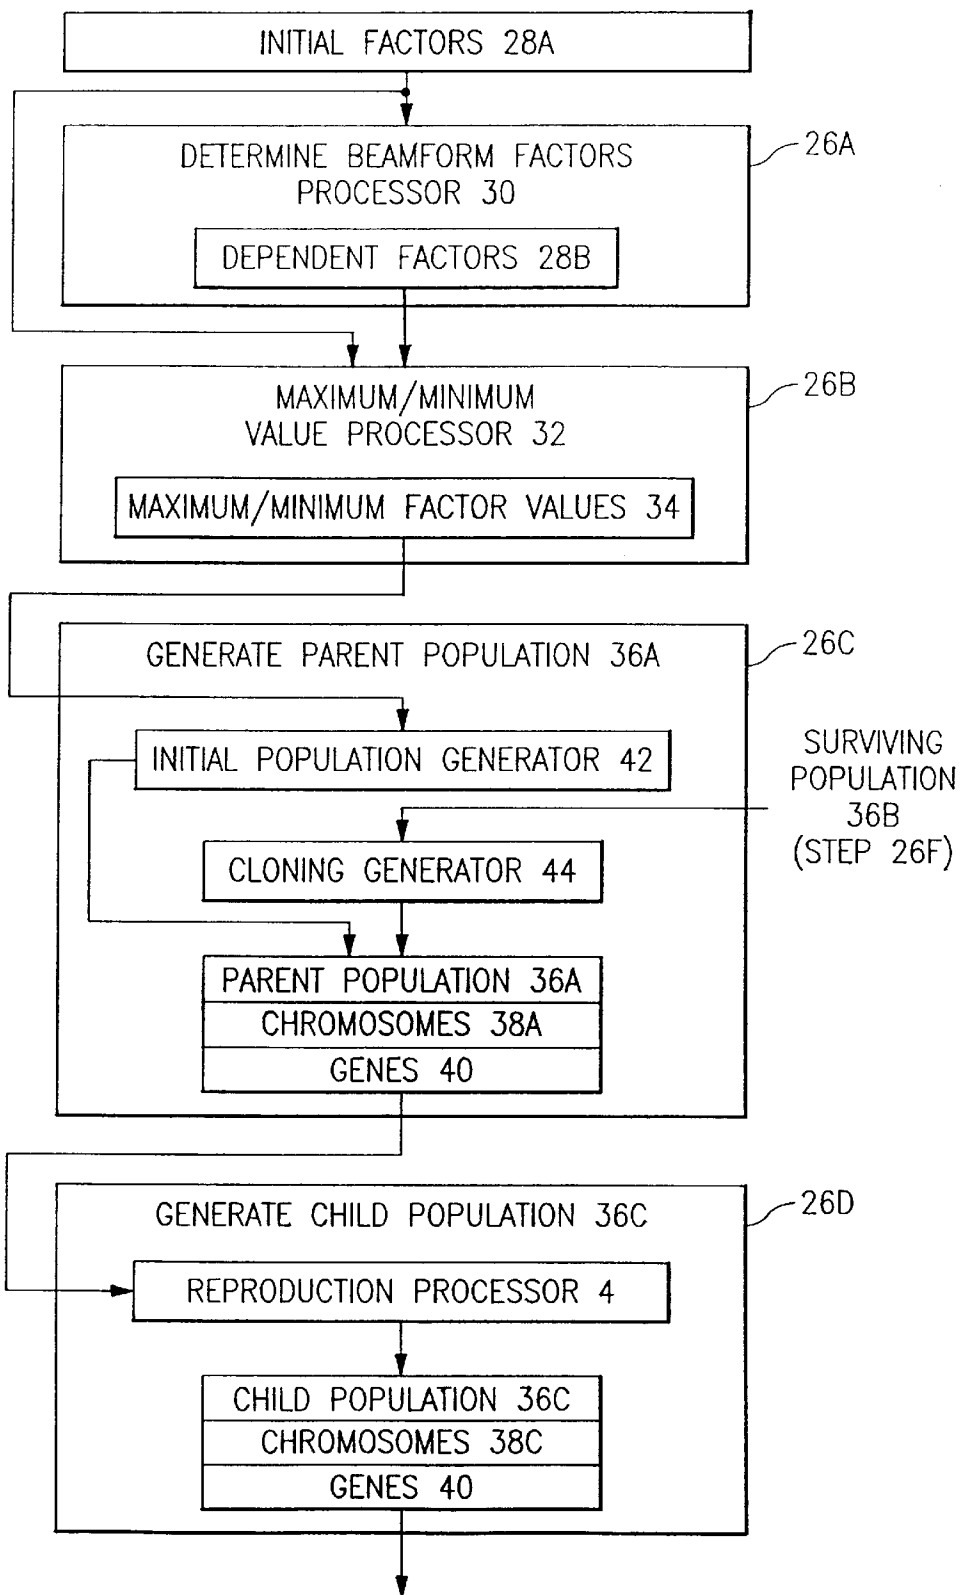 INITIAL FACTORS 28A
DETERMINE BEAMFORM FACTORS
PROCESSOR 30
26A
DEPENDENT FACTORS 28B
MAXIMUM/MINIMUM
VALUE PROCESSOR 32
26B
MAXIMUM/MINIMUM FACTOR VALUES 34
GENERATE PARENT POPULATION 36A
26C
INITIAL POPULATION GENERATOR 42
SURVIVING
POPULATION
36B
(STEP 26F)
CLONING GENERATOR 44
PARENT POPULATION 36A
CHROMOSOMES 38A
GENES 40
GENERATE CHILD POPULATION 36C
26D
REPRODUCTION PROCESSOR 4
CHILD POPULATION 36C
CHROMOSOMES 38C
GENES 40